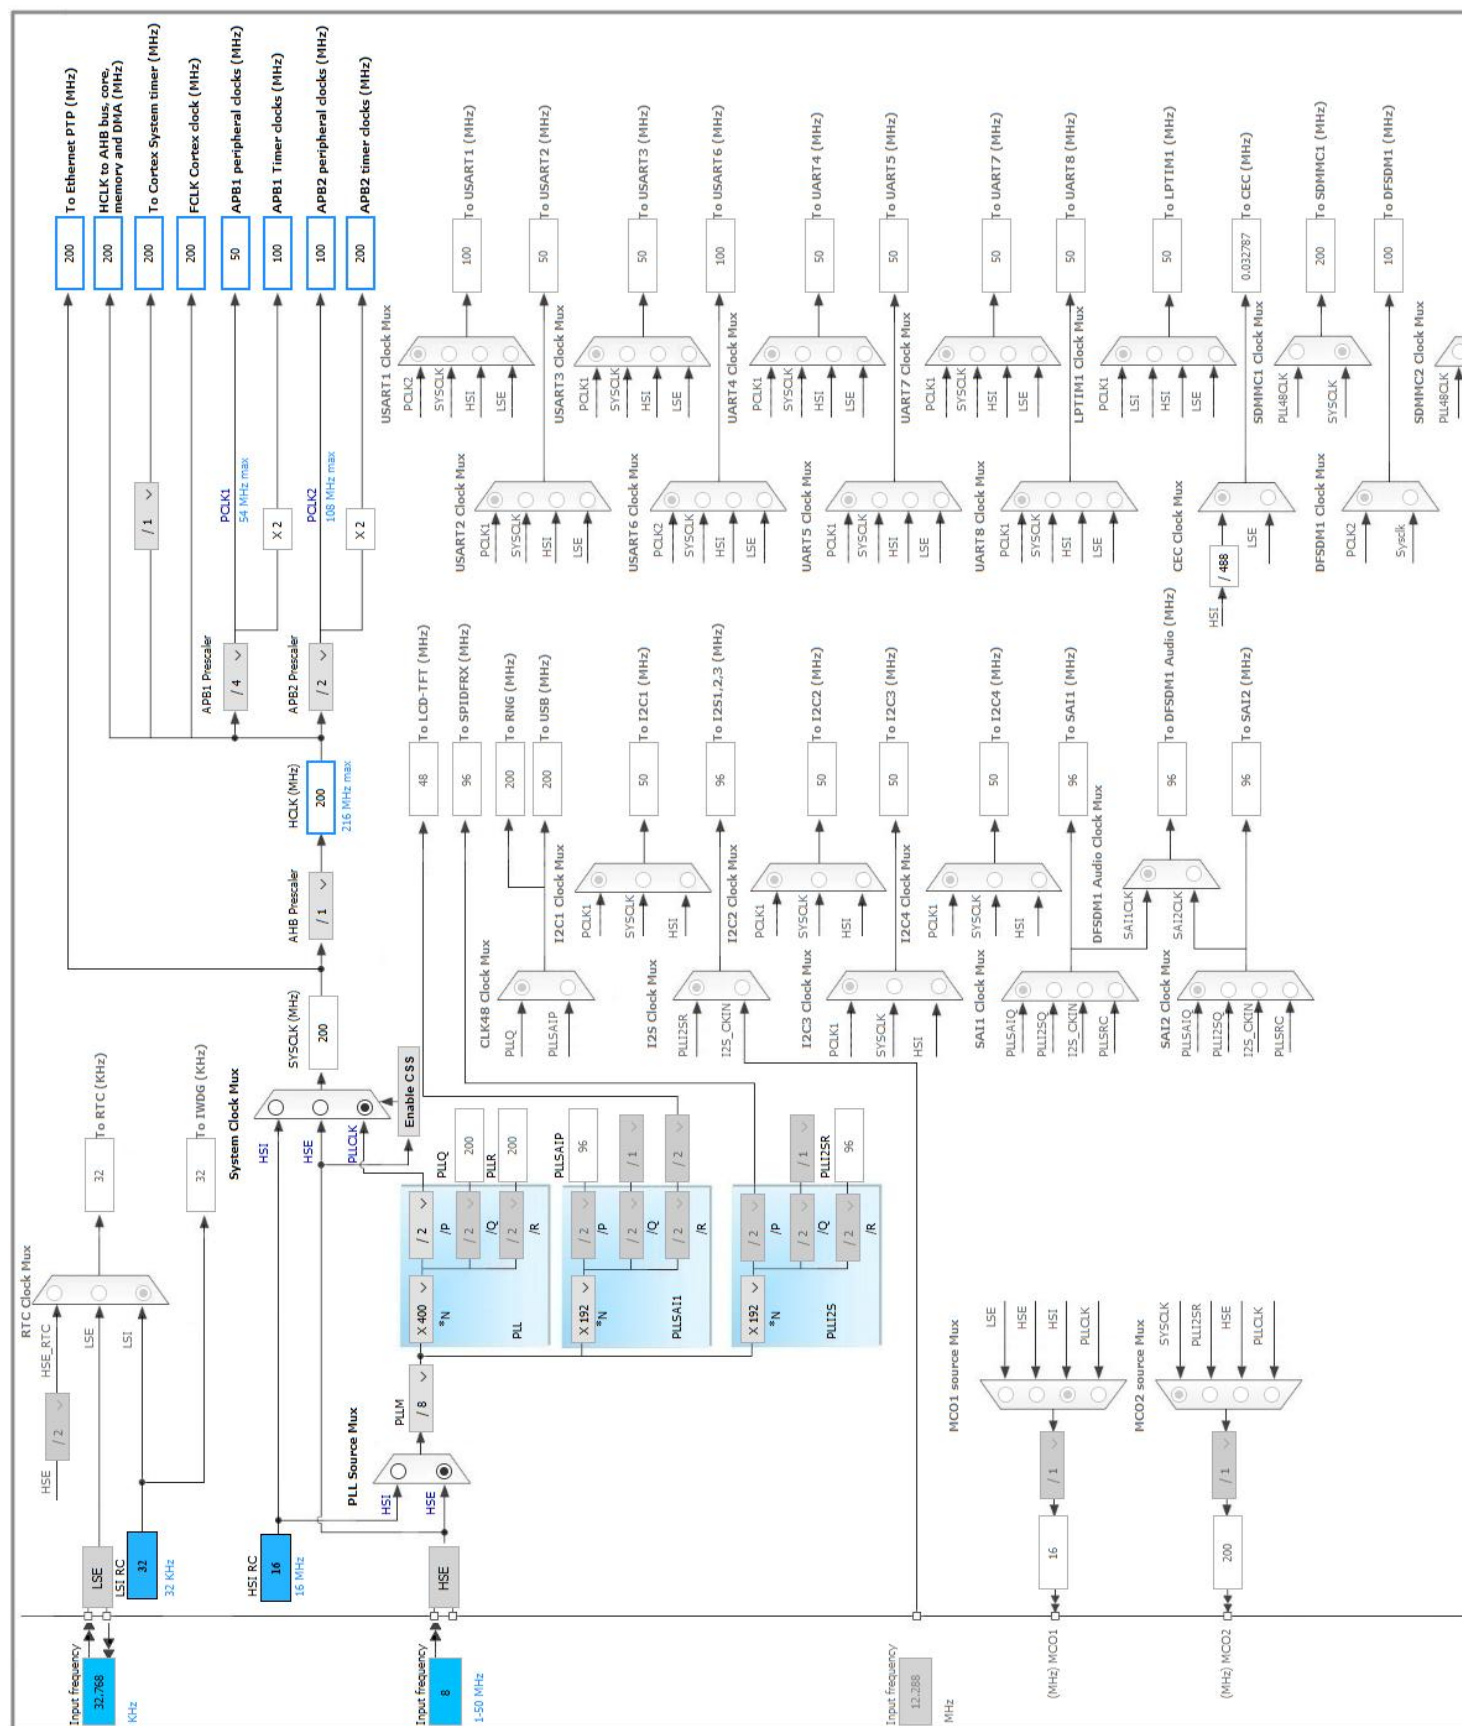 Input frequency
32.768
KHz
LSE
LSI RC
32
32 KHz
HSE
/ 2
HSE_RTC
LSE
LSI
RTC Clock Mux
32
To RTC (KHz)
32
To IWDG (KHz)
HSI RC
16
16 MHz
Input frequency
8
1-50 MHz
HSE
PLL Source Mux
HSI
HSE
PLLM
/ 8
System Clock Mux
HSI
HSE
PLLCLK
Enable CSS
X 400
*N
PLL
/ 2
/P
/ 2
/Q
/ 2
/R
PLLQ
200
PLLR
200
X 192
*N
PLLSAI1
/ 2
/P
/ 2
/Q
/ 2
/R
PLLSAIP
96
/ 1
/ 2
X 192
*N
PLLI2S
/ 2
/P
/ 2
/Q
/ 2
/R
/ 1
PLLI2SR
96
SYSCLK (MHz)
200
AHB Prescaler
/ 1
HCLK (MHz)
200
216 MHz max
APB1 Prescaler
/ 4
APB2 Prescaler
/ 2
/ 1
PCLK1
54 MHz max
X 2
PCLK2
108 MHz max
X 2
200
To Ethernet PTP (MHz)
200
HCLK to AHB bus, core,
memory and DMA (MHz)
200
To Cortex System timer (MHz)
200
FCLK Cortex clock (MHz)
50
APB1 peripheral clocks (MHz)
100
APB1 Timer clocks (MHz)
100
APB2 peripheral clocks (MHz)
200
APB2 timer clocks (MHz)
48
To LCD-TFT (MHz)
96
To SPIDFRX (MHz)
200
To RNG (MHz)
200
To USB (MHz)
CLK48 Clock Mux
PLLQ
PLLSAIP
I2C1 Clock Mux
PCLK1
SYSCLK
HSI
50
To I2C1 (MHz)
I2S Clock Mux
PLLI2SR
I2S_CKIN
96
To I2S1,2,3 (MHz)
I2C2 Clock Mux
PCLK1
SYSCLK
HSI
50
To I2C2 (MHz)
I2C3 Clock Mux
PCLK1
SYSCLK
HSI
50
To I2C3 (MHz)
I2C4 Clock Mux
PCLK1
SYSCLK
HSI
50
To I2C4 (MHz)
SAI1 Clock Mux
PLLSAIQ
PLLI2SQ
I2S_CKIN
PLLSRC
96
To SAI1 (MHz)
DFSDM1 Audio Clock Mux
SAI1CLK
SAI2CLK
96
To DFSDM1 Audio (MHz)
SAI2 Clock Mux
PLLSAIQ
PLLI2SQ
I2S_CKIN
PLLSRC
96
To SAI2 (MHz)
USART1 Clock Mux
PCLK2
SYSCLK
HSI
LSE
100
To USART1 (MHz)
USART2 Clock Mux
PCLK1
SYSCLK
HSI
LSE
50
To USART2 (MHz)
USART3 Clock Mux
PCLK1
SYSCLK
HSI
LSE
50
To USART3 (MHz)
USART6 Clock Mux
PCLK2
SYSCLK
HSI
LSE
100
To USART6 (MHz)
UART4 Clock Mux
PCLK1
SYSCLK
HSI
LSE
50
To UART4 (MHz)
UART5 Clock Mux
PCLK1
SYSCLK
HSI
LSE
50
To UART5 (MHz)
UART7 Clock Mux
PCLK1
SYSCLK
HSI
LSE
50
To UART7 (MHz)
UART8 Clock Mux
PCLK1
SYSCLK
HSI
LSE
50
To UART8 (MHz)
LPTIM1 Clock Mux
PCLK1
LSI
HSI
LSE
50
To LPTIM1 (MHz)
CEC Clock Mux
HSI
/ 488
LSE
0.032787
To CEC (MHz)
SDMMC1 Clock Mux
PLL48CLK
SYSCLK
200
To SDMMC1 (MHz)
DFSDM1 Clock Mux
PCLK2
Sysclk
100
To DFSDM1 (MHz)
SDMMC2 Clock Mux
PLL48CLK
Input frequency
12.288
MHz
MCO1 source Mux
LSE
HSE
HSI
PLLCLK
/ 1
16
(MHz) MCO1
MCO2 source Mux
SYSCLK
PLLI2SR
HSE
PLLCLK
/ 1
200
(MHz) MCO2